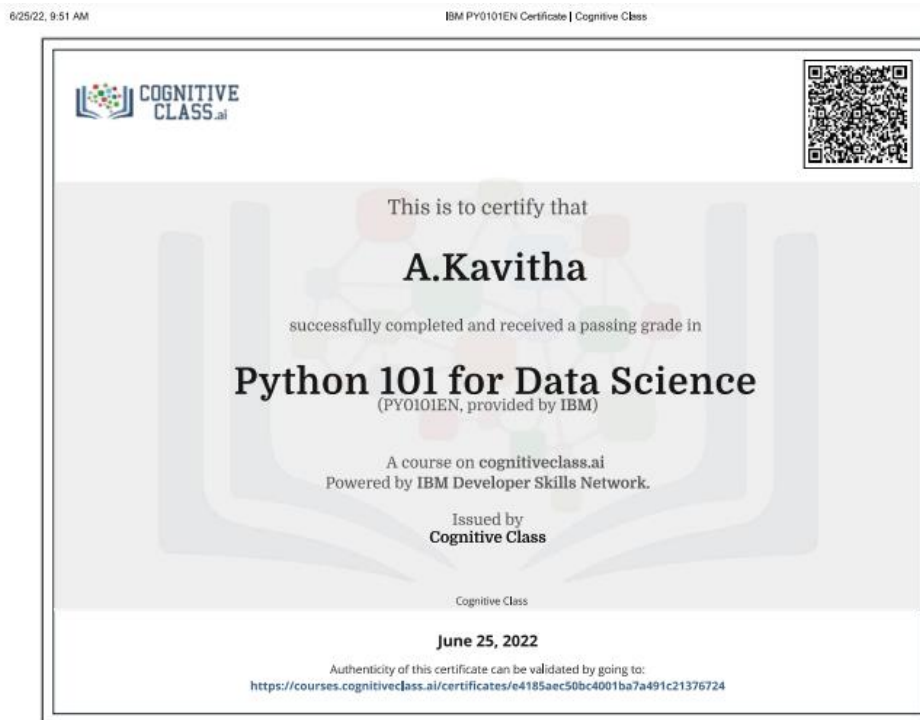 6/25/22, 9:51 AM
IBM PY0101EN Certificate | Cognitive Class
COGNITIVE
CLASS.ai
This is to certify that
A.Kavitha
successfully completed and received a passing grade in
Python 101 for Data Science
(PY0101EN, provided by IBM)
A course on cognitiveclass.ai
Powered by IBM Developer Skills Network.
Issued by
Cognitive Class
Cognitive Class
June 25, 2022
Authenticity of this certificate can be validated by going to:
https://courses.cognitiveclass.ai/certificates/e4185aec50bc4001ba7a491c21376724